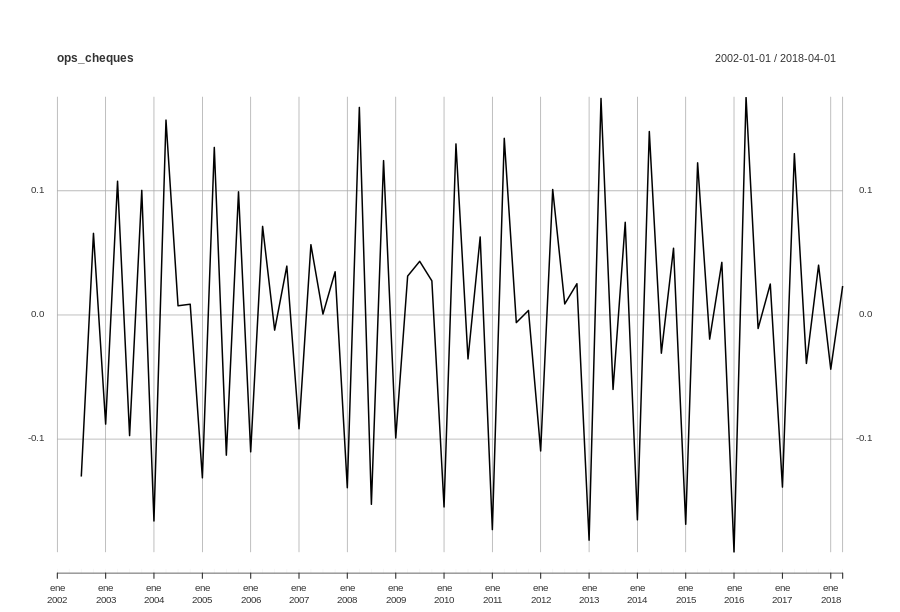 ops_cheques 2002-01-01 / 2018-04-01
0.1 0.1
0.0 0.0
-0.1 -0.1
ene ene ene ene ene ene ene ene ene ene ene ene ene ene ene ene ene
2002 2003 2004 2005 2006 2007 2008 2009 2010 2011 2012 2013 2014 2015 2016 2017 2018